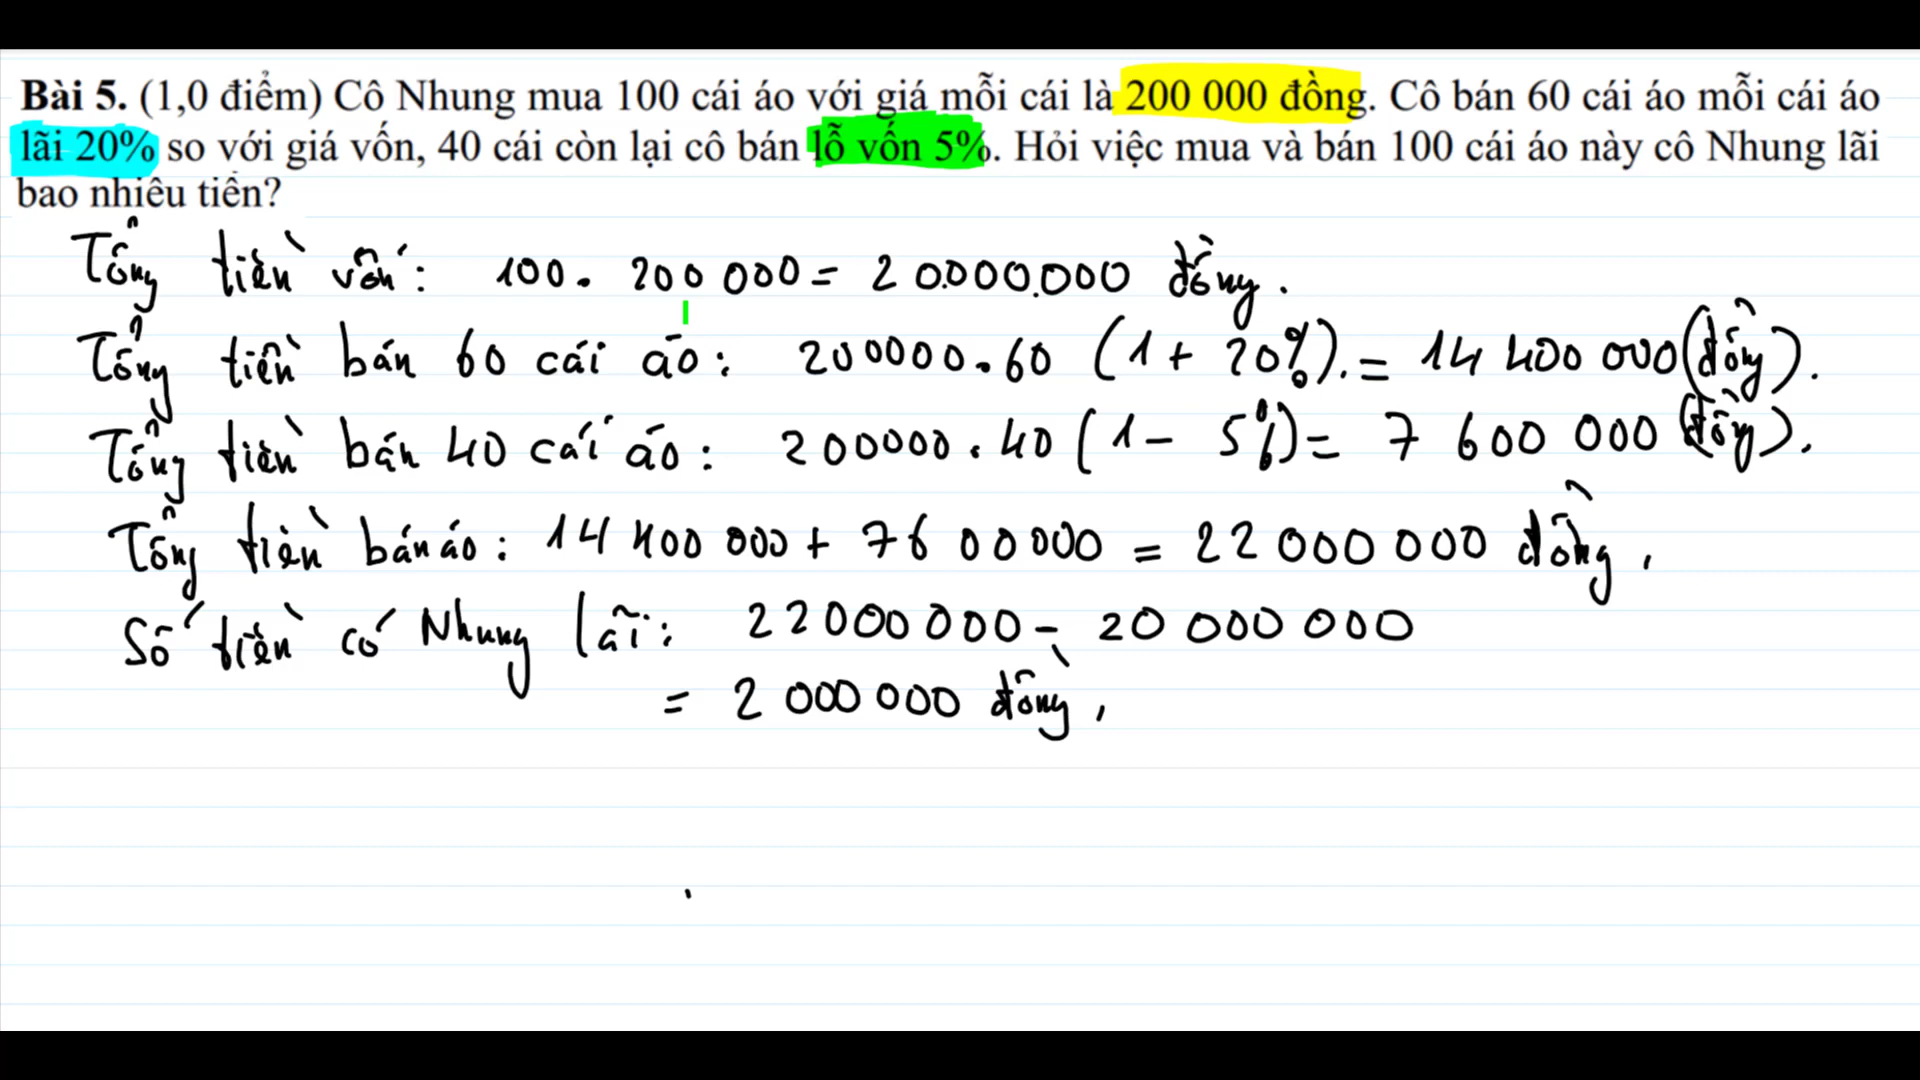 Bài 5. (1,0 điểm) Cô Nhung mua 100 cái áo với giá mỗi cái là 200 000 đồng. Cô bán 60 cái áo mỗi cái áo
lãi 20% so với giá vốn, 40 cái còn lại cô bán lỗ vốn 5%. Hỏi việc mua và bán 100 cái áo này cô Nhung lãi
bao nhiêu tiền?
Tổng tiền vốn: 100. 200 000 = 20.000.000 đồng.
Tổng tiền bán 60 cái áo: 200000.60 (1 + 20%). = 14 400 000 (đồng).
Tổng tiền bán 40 cái áo: 200000.40 (1 - 5%) = 7 600 000 (đồng).
Tổng tiền bán áo: 14 400 000 + 76 00 000 = 22 000 000 đồng.
Số tiền cô Nhung lãi: 22000 000 - 20 000 000
= 2 000 000 đồng.